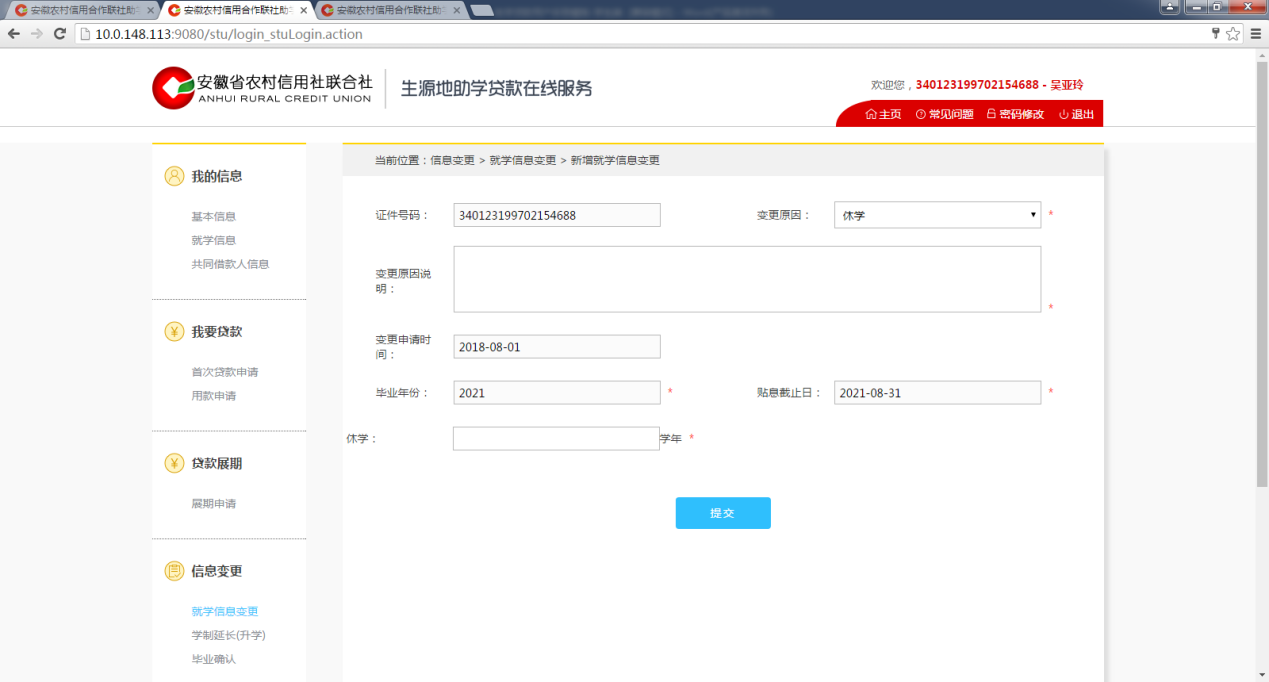 安徽农村信用合作联社助
安徽农村信用合作联社助
安徽农村信用合作联社助
10.0.148.113:9080/stu/login_stuLogin.action
安徽省农村信用社联合社
ANHUI RURAL CREDIT UNION
生源地助学贷款在线服务
欢迎您，340123199702154688 - 吴亚玲
主页 常见问题 密码修改 退出
当前位置：信息变更 > 就学信息变更 > 新增就学信息变更
我的信息
基本信息
就学信息
共同借款人信息
我要贷款
首次贷款申请
用款申请
贷款展期
展期申请
信息变更
就学信息变更
学制延长(升学)
毕业确认
证件号码： 340123199702154688 变更原因： 休学 *
变更原因说
明： *
变更申请时
间： 2018-08-01
毕业年份： 2021 * 贴息截止日： 2021-08-31 *
休学： 学年 *
提交